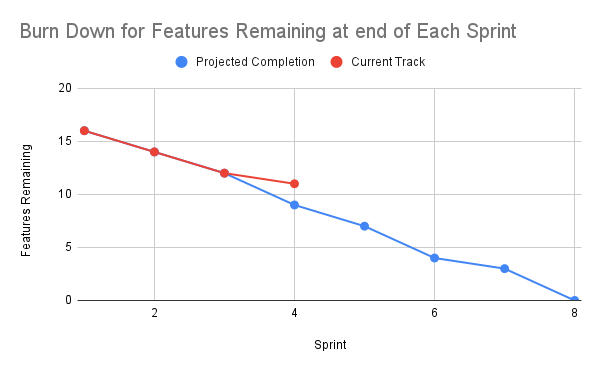 Burn Down for Features Remaining at end of Each Sprint
Projected Completion
Current Track
20
15
10
5
0
Features Remaining
2
4
6
8
Sprint